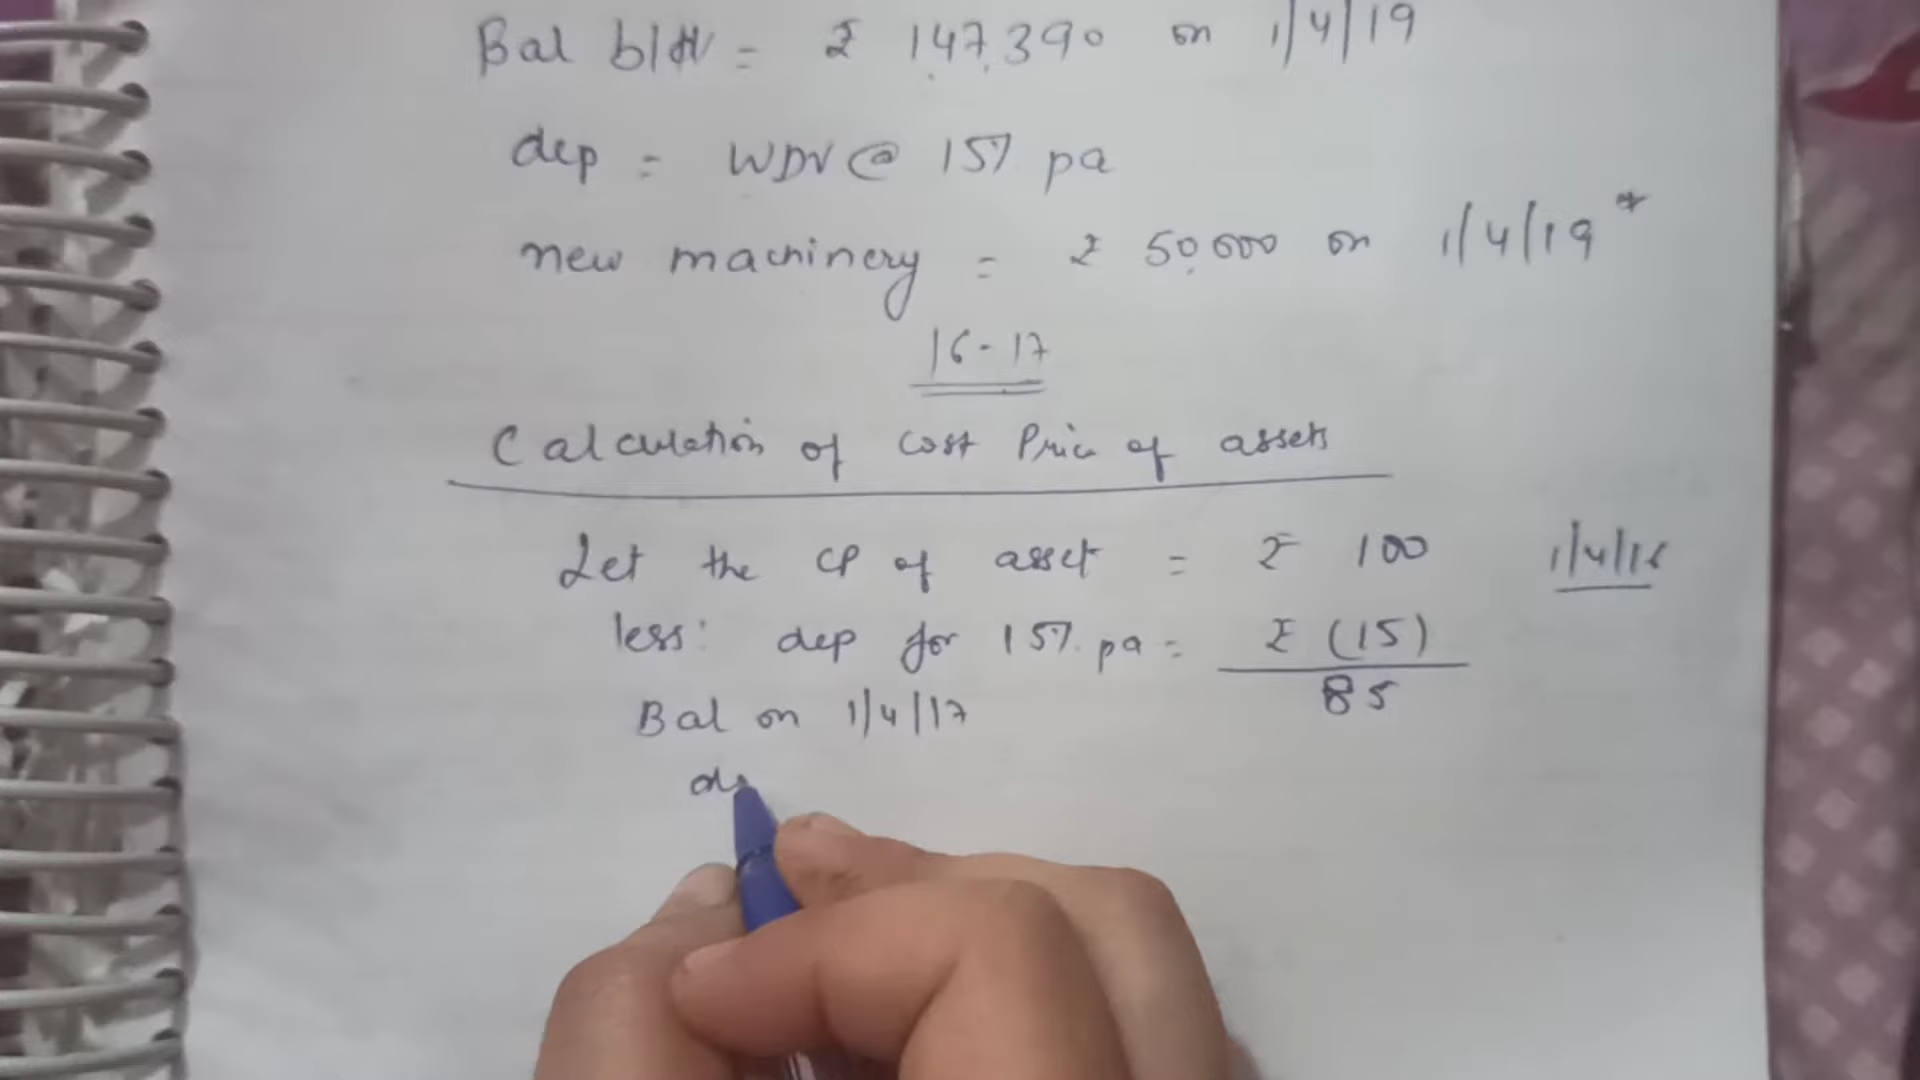 Bal b/d = ₹ 147,390 on 1/4/19
dep = WDV @ 15% pa
new machinery = ₹ 50,000 on 1/4/19 *
16-17
Calculation of cost Price of assets
Let the CP of asset = ₹ 100 1/4/16
less: dep for 15% pa = ₹ (15)
Bal on 1/4/17 85